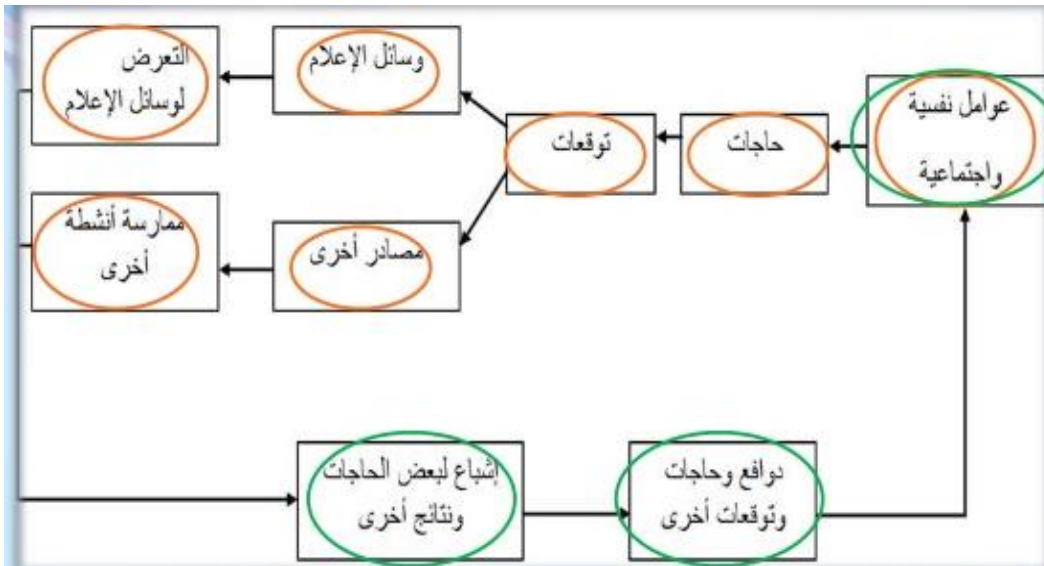 عوامل نفسية
واجتماعية
حاجات
توقعات
وسائل الإعلام
التعرض
لوسائل الإعلام
مصادر أخرى
ممارسة أنشطة
أخرى
إشباع لبعض الحاجات
ونتائج أخرى
دوافع وحاجات
وتوقعات أخرى